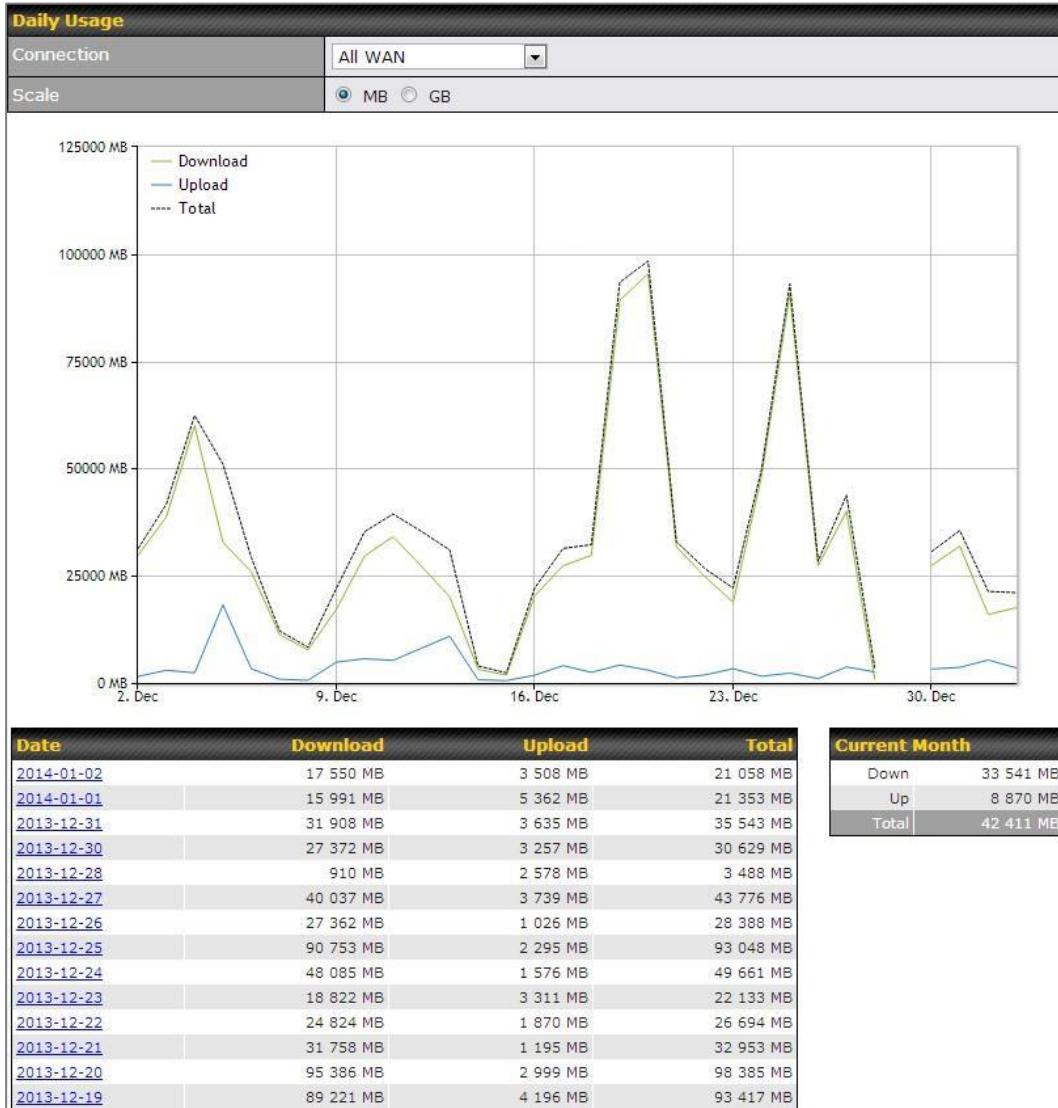 Daily Usage
Connection All WAN
Scale MB GB
Download
Upload
Total
125000 MB
100000 MB
75000 MB
50000 MB
25000 MB
0 MB
2. Dec 9. Dec 16. Dec 23. Dec 30. Dec
Date Download Upload Total
2014-01-02 17 550 MB 3 508 MB 21 058 MB
2014-01-01 15 991 MB 5 362 MB 21 353 MB
2013-12-31 31 908 MB 3 635 MB 35 543 MB
2013-12-30 27 372 MB 3 257 MB 30 629 MB
2013-12-28 910 MB 2 578 MB 3 488 MB
2013-12-27 40 037 MB 3 739 MB 43 776 MB
2013-12-26 27 362 MB 1 026 MB 28 388 MB
2013-12-25 90 753 MB 2 295 MB 93 048 MB
2013-12-24 48 085 MB 1 576 MB 49 661 MB
2013-12-23 18 822 MB 3 311 MB 22 133 MB
2013-12-22 24 824 MB 1 870 MB 26 694 MB
2013-12-21 31 758 MB 1 195 MB 32 953 MB
2013-12-20 95 386 MB 2 999 MB 98 385 MB
2013-12-19 89 221 MB 4 196 MB 93 417 MB
Current Month
Down 33 541 MB
Up 8 870 MB
Total 42 411 MB